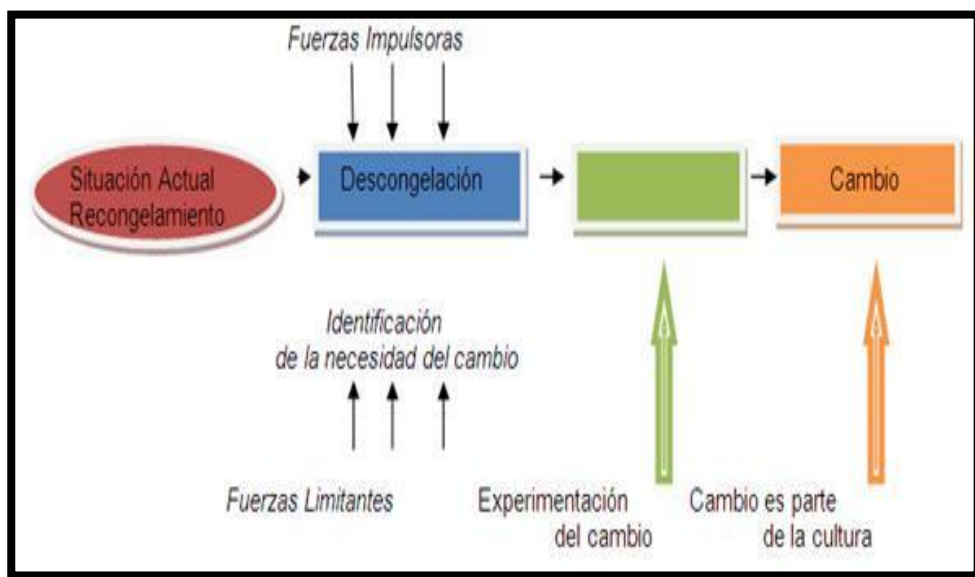 Fuerzas Impulsoras
Situación Actual
Recongelamiento
Descongelación
Cambio
Identificación
de la necesidad del cambio
Fuerzas Limitantes
Experimentación
del cambio
Cambio es parte
de la cultura